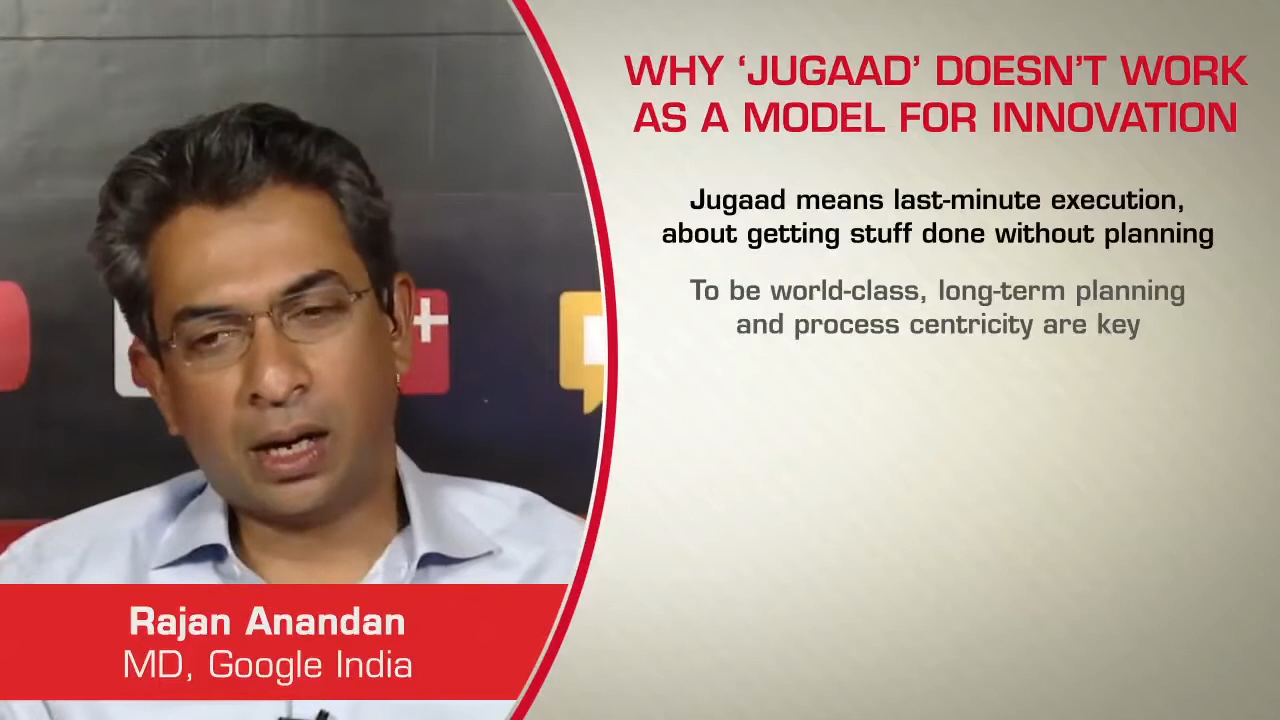 WHY ‘JUGAAD’ DOESN’T WORK
AS A MODEL FOR INNOVATION
Jugaad means last-minute execution,
about getting stuff done without planning
To be world-class, long-term planning
and process centricity are key
Rajan Anandan
MD, Google India